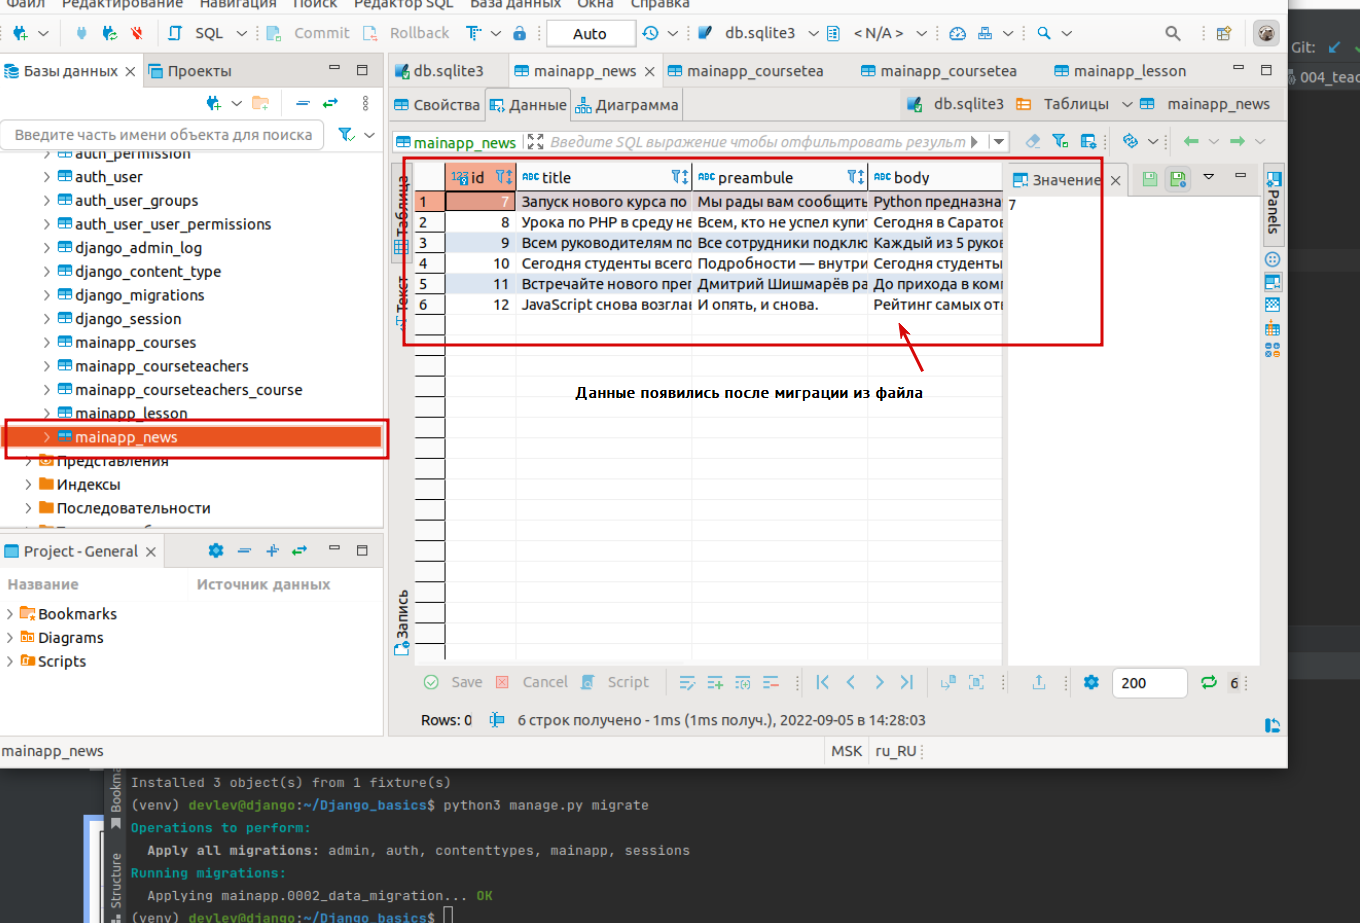 Файл Редактирование Навигация Поиск Редактор SQL База данных Окна Справка
SQL Commit Rollback Auto db.sqlite3 < N/A > Git:
Базы данных Проекты db.sqlite3 mainapp_news mainapp_coursetea mainapp_coursetea mainapp_lesson
Свойства Данные Диаграмма db.sqlite3 Таблицы mainapp_news
Введите часть имени объекта для поиска
mainapp_news Введите SQL выражение чтобы отфильтровать результ
auth_permission
auth_user
auth_user_groups
auth_user_user_permissions
django_admin_log
django_content_type
django_migrations
django_session
mainapp_courses
mainapp_courseteachers
mainapp_courseteachers_course
mainapp_lesson
mainapp_news
Представления
Индексы
Последовательности
Таблица
Текст
Запись
123 id ABC title ABC preambule ABC body
1 7 Запуск нового курса по Мы рады вам сообщить Python предназна
2 8 Урока по PHP в среду не Всем, кто не успел купит Сегодня в Саратов
3 9 Всем руководителям по Все сотрудники подклю Каждый из 5 руков
4 10 Сегодня студенты всего Подробности — внутри Сегодня студенты
5 11 Встречайте нового преп Дмитрий Шишмарёв ра До прихода в комп
6 12 JavaScript снова возглав И опять, и снова. Рейтинг самых отв
Данные появились после миграции из файла
Значение
7
Panels
004_teac
Project - General
Название Источник данных
Bookmarks
Diagrams
Scripts
Save Cancel Script 200 6
Rows: 0 6 строк получено - 1ms (1ms получ.), 2022-09-05 в 14:28:03
mainapp_news MSK ru_RU
Bookma
Structure
Installed 3 object(s) from 1 fixture(s)
(venv) devlev@django:~/Django_basics$ python3 manage.py migrate
Operations to perform:
Apply all migrations: admin, auth, contenttypes, mainapp, sessions
Running migrations:
Applying mainapp.0002_data_migration... OK
(venv) devlev@django:~/Django_basics$